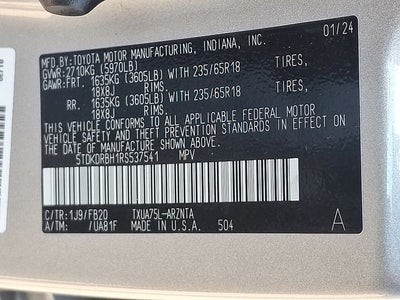 MFD.BY:TOYOTA MOTOR MANUFACTURING, INDIANA, INC. 01/24
GVWR:2710KG (5970LB)
GAWR:FRT. 1635KG (3605LB) WITH 235/65R18 TIRES,
18X8J RIMS.
RR. 1635KG (3605LB) WITH 235/65R18 TIRES,
18X8J RIMS.
THIS VEHICLE CONFORMS TO ALL APPLICABLE FEDERAL MOTOR
VEHICLE SAFETY AND THEFT PREVENTION STANDARDS IN EFFECT ON
THE DATE OF MANUFACTURE SHOWN ABOVE.
5TDKDRBH1RS537541 MPV
C/TR:1J9/FB20 TXUA75L-ARZNTA
A/TM: /UA81F MADE IN U.S.A. 504 A